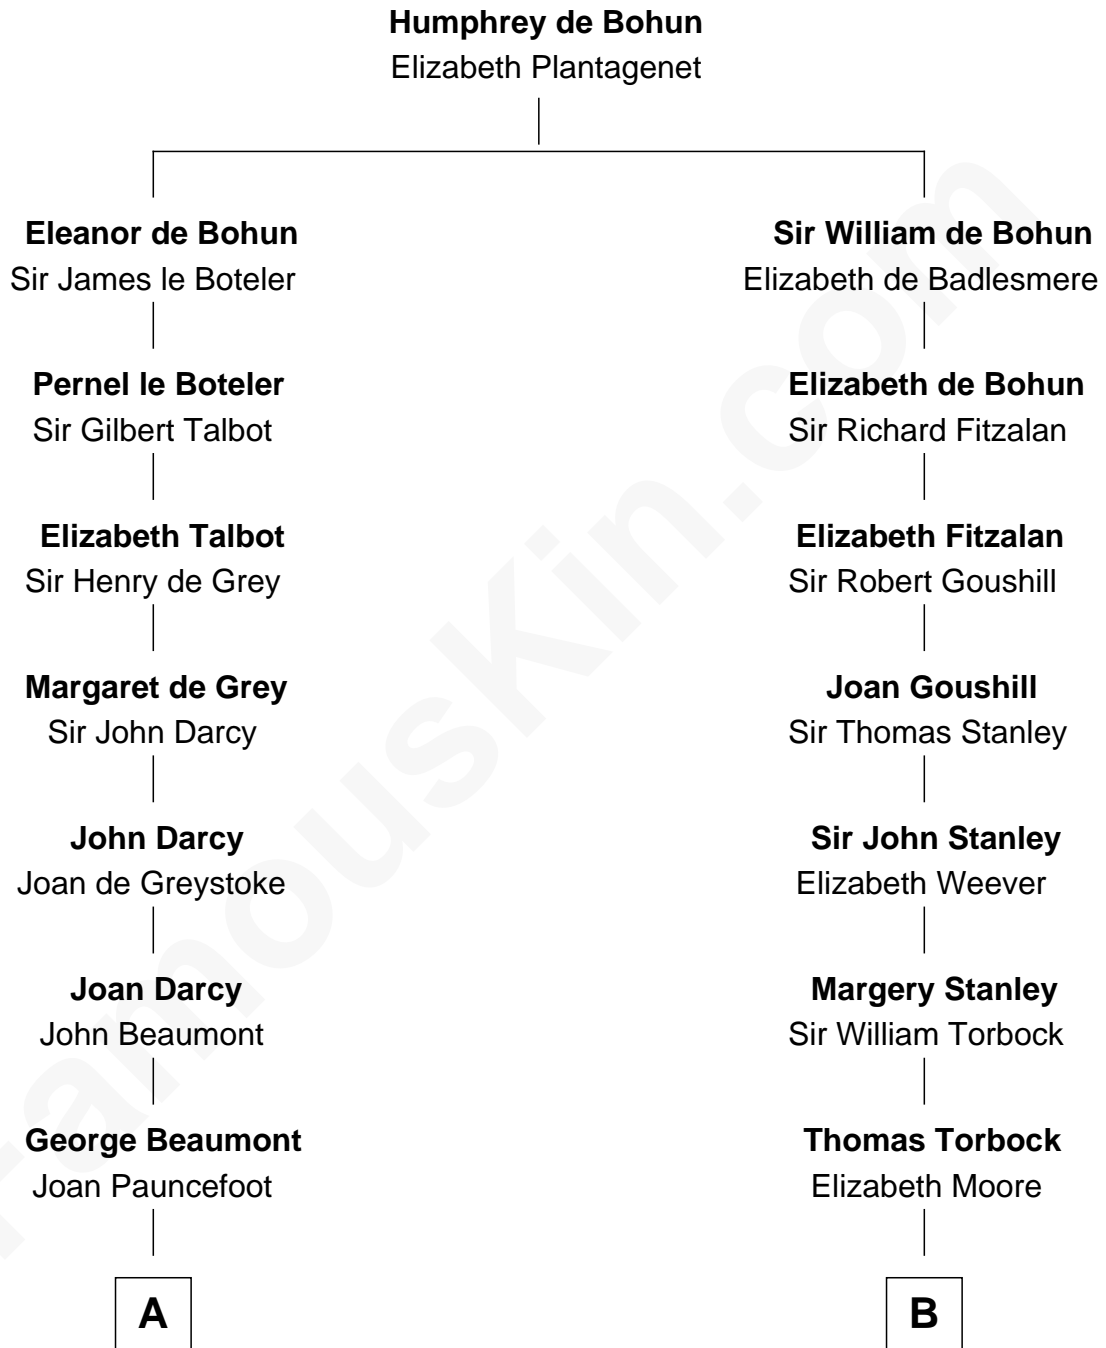 Humphrey de Bohun
Elizabeth Plantagenet
Eleanor de Bohun
Sir James le Boteler
Pernel le Boteler
Sir Gilbert Talbot
Elizabeth Talbot
Sir Henry de Grey
Margaret de Grey
Sir John Darcy
John Darcy
Joan de Greystoke
Joan Darcy
John Beaumont
George Beaumont
Joan Pauncefoot
A
Sir William de Bohun
Elizabeth de Badlesmere
Elizabeth de Bohun
Sir Richard Fitzalan
Elizabeth Fitzalan
Sir Robert Goushill
Joan Goushill
Sir Thomas Stanley
Sir John Stanley
Elizabeth Weever
Margery Stanley
Sir William Torbock
Thomas Torbock
Elizabeth Moore
B
FamousKin.com